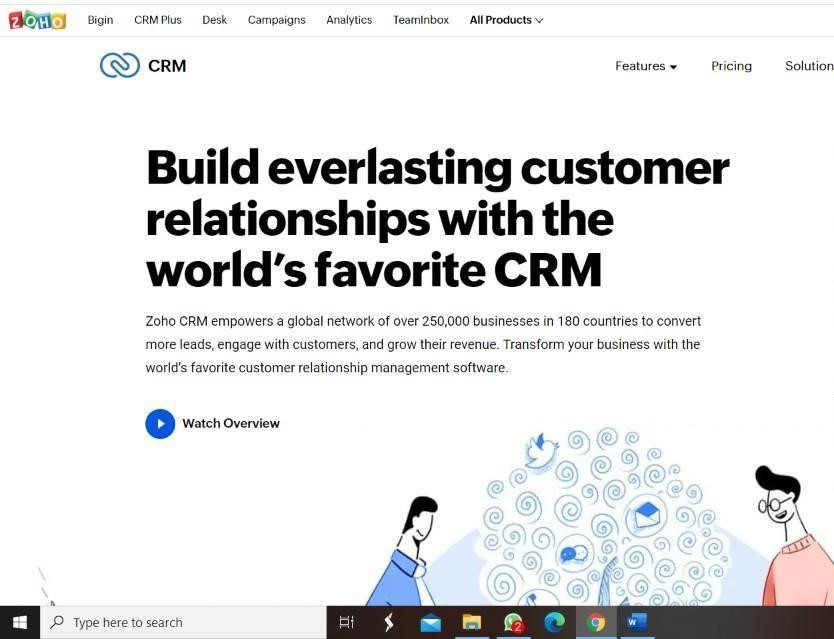 ZOHO Bigin CRM Plus Desk Campaigns Analytics TeamInbox All Products
CRM Features Pricing Solution
Build everlasting customer
relationships with the
world's favorite CRM
Zoho CRM empowers a global network of over 250,000 businesses in 180 countries to convert
more leads, engage with customers, and grow their revenue. Transform your business with the
world's favorite customer relationship management software.
Watch Overview
Type here to search 2 W